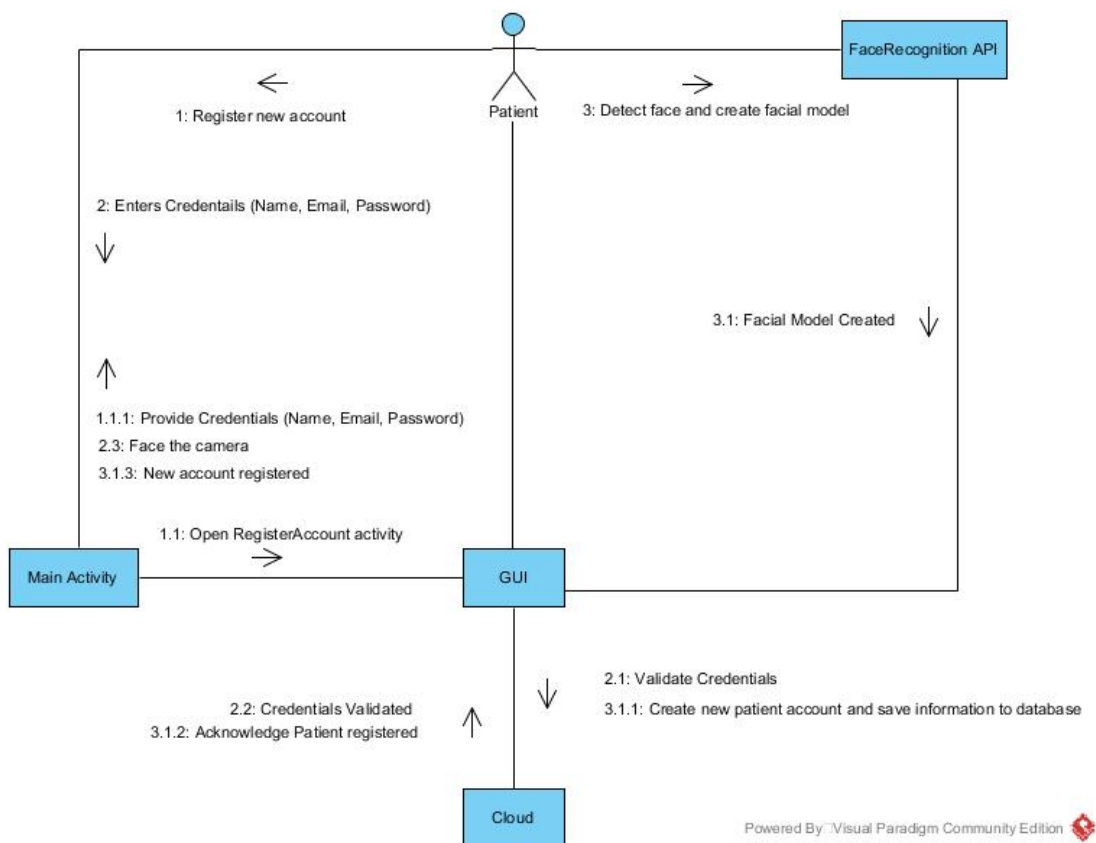 FaceRecognition API
Patient
1: Register new account
3: Detect face and create facial model
2: Enters Credentails (Name, Email, Password)
3.1: Facial Model Created
1.1.1: Provide Credentials (Name, Email, Password)
2.3: Face the camera
3.1.3: New account registered
1.1: Open RegisterAccount activity
Main Activity
GUI
2.1: Validate Credentials
3.1.1: Create new patient account and save information to database
2.2: Credentials Validated
3.1.2: Acknowledge Patient registered
Cloud
Powered By Visual Paradigm Community Edition